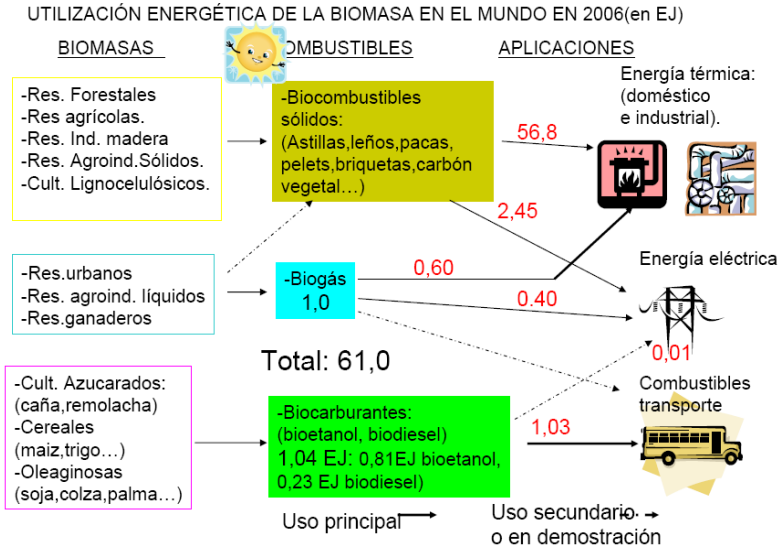 UTILIZACIÓN ENERGÉTICA DE LA BIOMASA EN EL MUNDO EN 2006(en EJ)
BIOMASAS
OMBUSTIBLES
APLICACIONES
-Res. Forestales
-Res agrícolas.
-Res. Ind. madera
-Res. Agroind.Sólidos.
-Cult. Lignocelulósicos.
-Biocombustibles
sólidos:
(Astillas,leños,pacas,
pelets,briquetas,carbón
vegetal…)
56,8
2,45
Energía térmica:
(doméstico
e industrial).
-Res.urbanos
-Res. agroind. líquidos
-Res.ganaderos
-Biogás
1,0
0,60
0.40
Energía eléctrica
0,01
Total: 61,0
-Cult. Azucarados:
(caña,remolacha)
-Cereales
(maiz,trigo…)
-Oleaginosas
(soja,colza,palma…)
-Biocarburantes:
(bioetanol, biodiesel)
1,04 EJ: 0,81EJ bioetanol,
0,23 EJ biodiesel)
1,03
Combustibles
transporte
Uso principal
Uso secundario
o en demostración